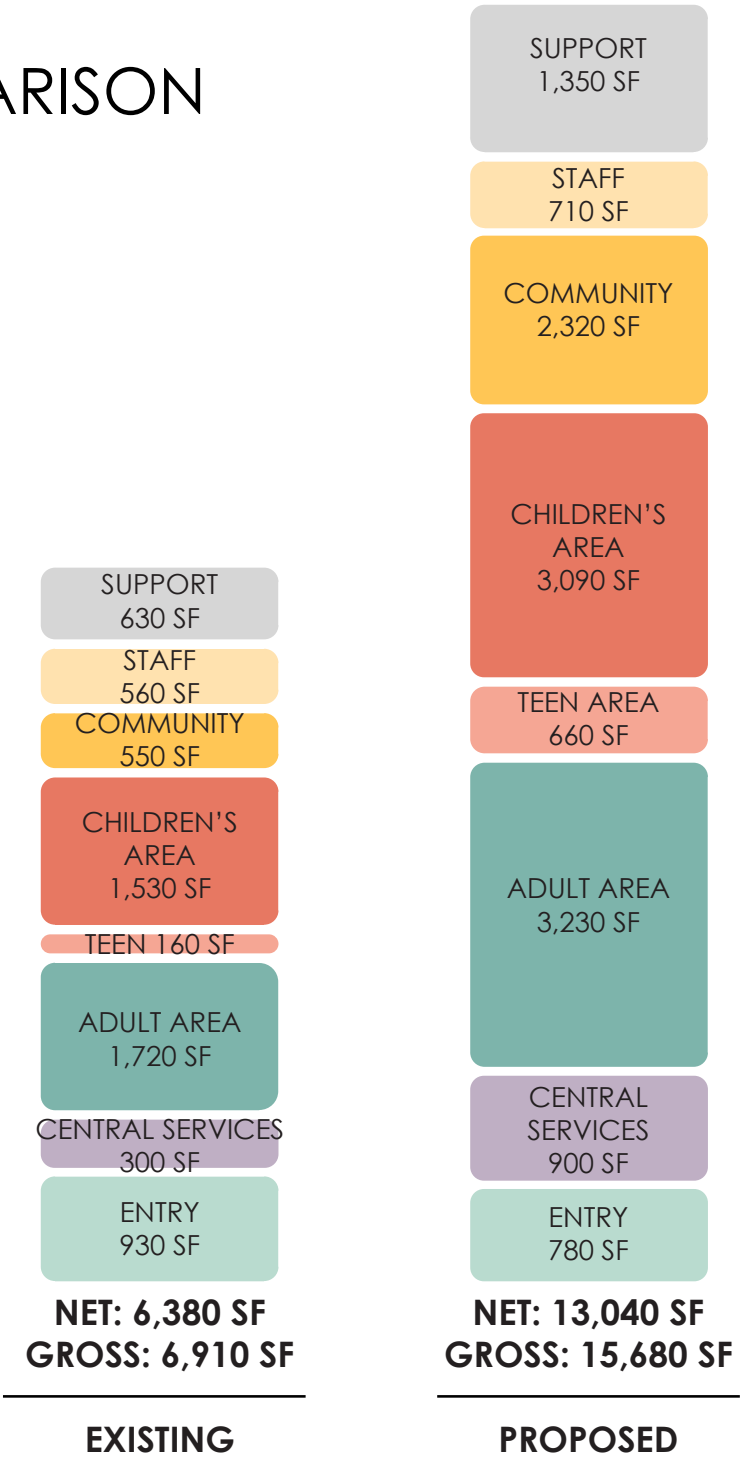 ARISON
SUPPORT
630 SF
STAFF
560 SF
COMMUNITY
550 SF
CHILDREN’S
AREA
1,530 SF
TEEN 160 SF
ADULT AREA
1,720 SF
CENTRAL SERVICES
300 SF
ENTRY
930 SF
NET: 6,380 SF
GROSS: 6,910 SF
EXISTING
SUPPORT
1,350 SF
STAFF
710 SF
COMMUNITY
2,320 SF
CHILDREN’S
AREA
3,090 SF
TEEN AREA
660 SF
ADULT AREA
3,230 SF
CENTRAL
SERVICES
900 SF
ENTRY
780 SF
NET: 13,040 SF
GROSS: 15,680 SF
PROPOSED